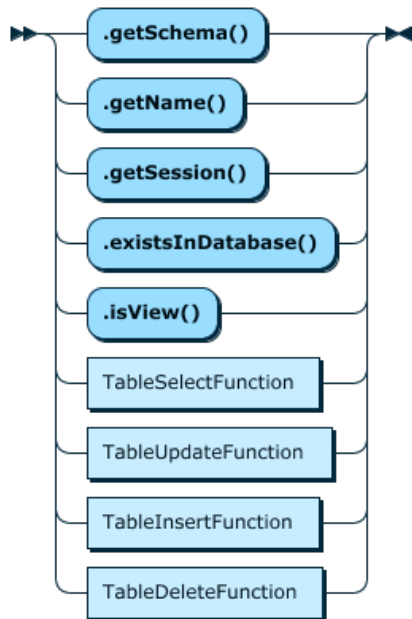 .getSchema()
.getName()
.getSession()
.existsInDatabase()
.isView()
TableSelectFunction
TableUpdateFunction
TableInsertFunction
TableDeleteFunction